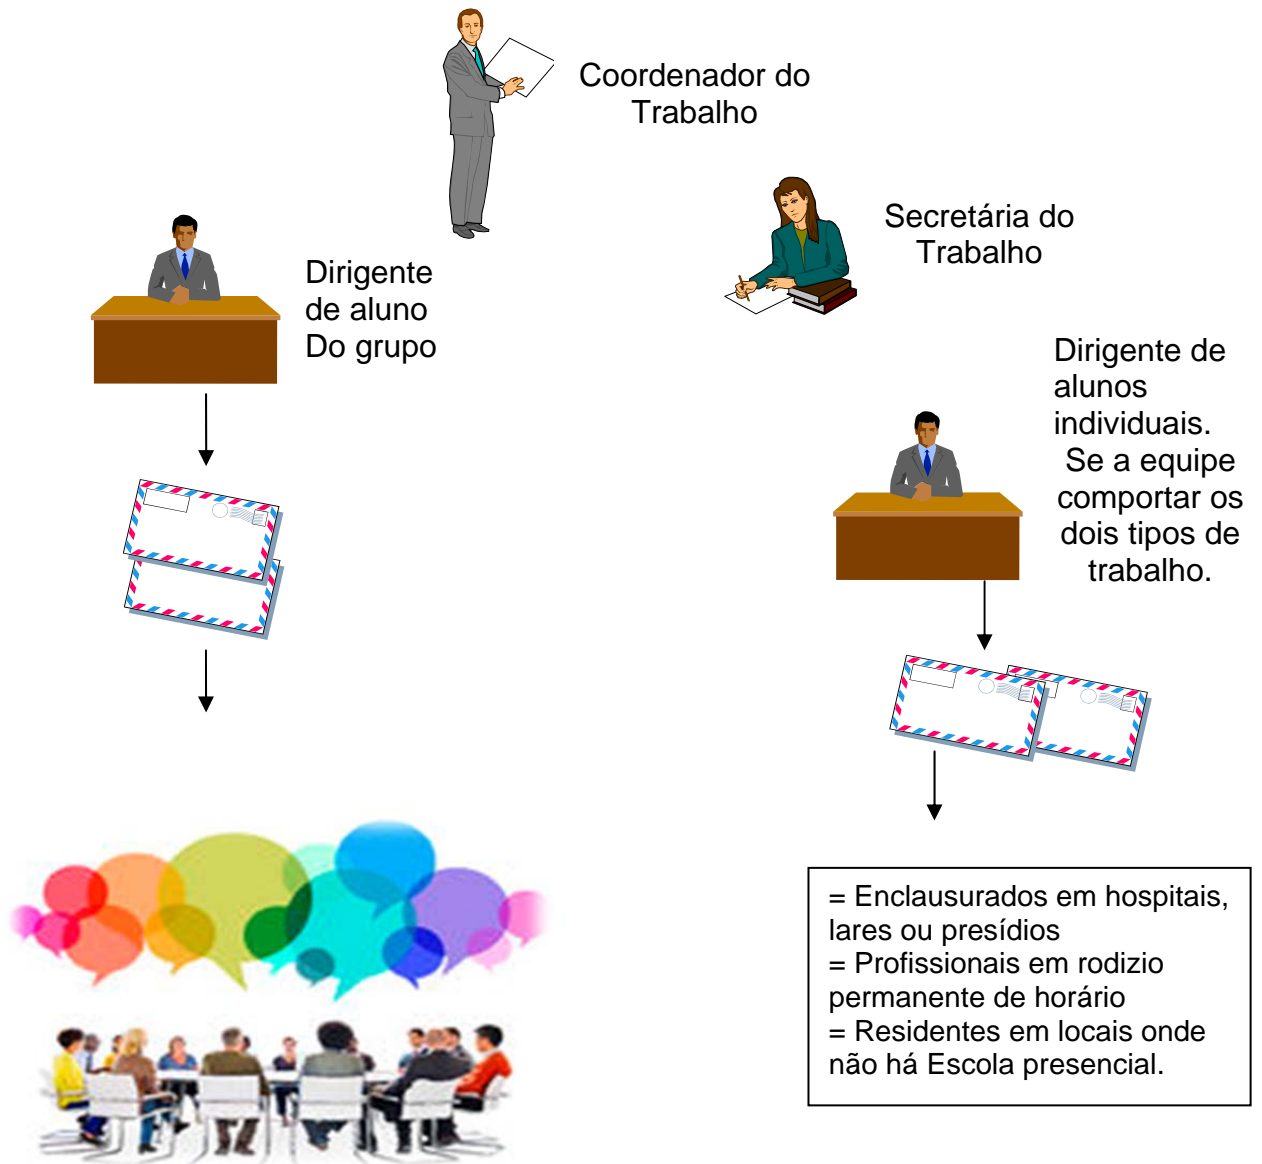 Coordenador do
Trabalho
Secretária do
Trabalho
Dirigente
de aluno
Do grupo
Dirigente de
alunos
individuais.
Se a equipe
comportar os
dois tipos de
trabalho.
= Enclausurados em hospitais,
lares ou presídios
= Profissionais em rodizio
permanente de horário
= Residentes em locais onde
não há Escola presencial.